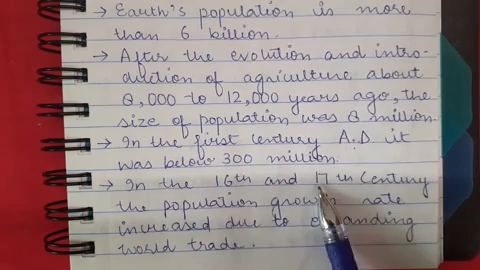 → Earth's population is more
than 6 billion.
→ After the evolution and intro-
duction of agriculture about
8,000 to 12,000 years ago, the
size of population was 8 million.
→ In the first century A.D. it
was below 300 million.
→ In the 16th and 17th Century
the population growth rate
increased due to expanding
world trade.